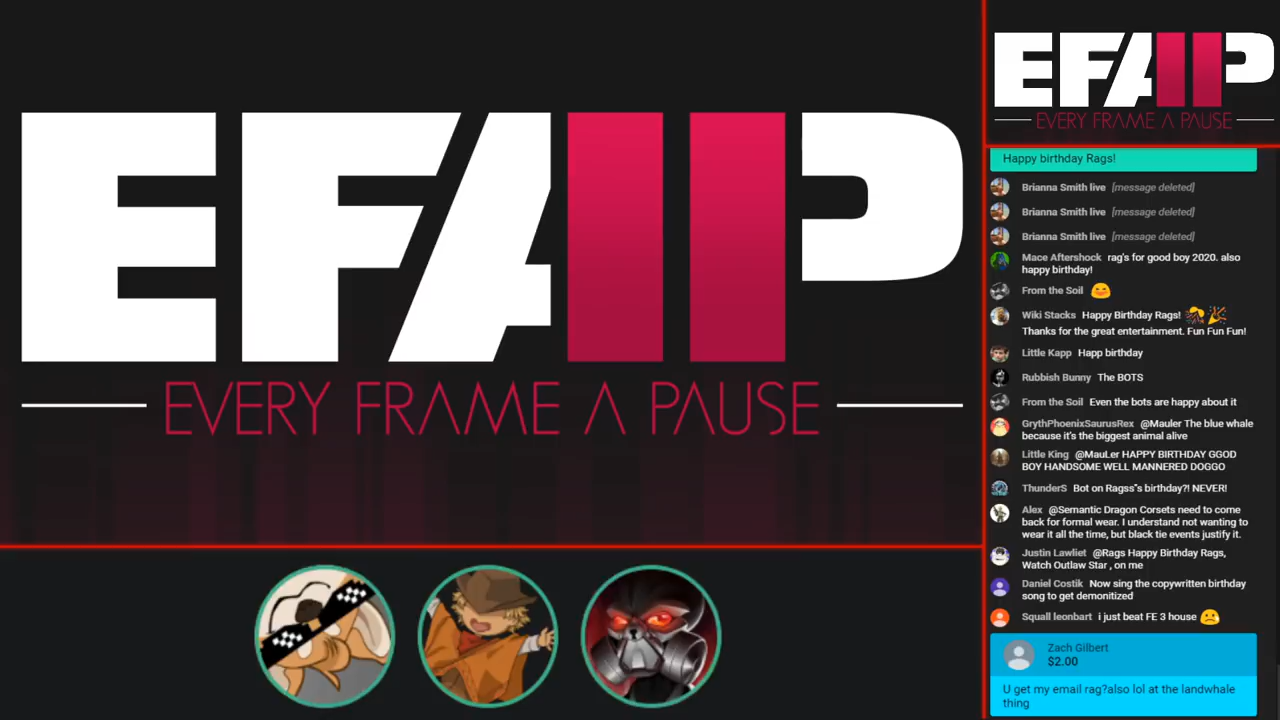 EFAP
EVERY FRAME A PAUSE
EFAP
EVERY FRAME A PAUSE
Happy birthday Rags!
Brianna Smith live [message deleted]
Brianna Smith live [message deleted]
Brianna Smith live [message deleted]
Mace Aftershock rag's for good boy 2020. also
happy birthday!
From the Soil
Wiki Stacks Happy Birthday Rags!
Thanks for the great entertainment. Fun Fun Fun!
Little Kapp Happ birthday
Rubbish Bunny The BOTS
From the Soil Even the bots are happy about it
GrythPhoenixSaurusRex @Mauler The blue whale
because it's the biggest animal alive
Little King @MauLer HAPPY BIRTHDAY GGOD
BOY HANDSOME WELL MANNERED DOGGO
ThunderS Bot on Ragss"s birthday?! NEVER!
Alex @Semantic Dragon Corsets need to come
back for formal wear. I understand not wanting to
wear it all the time, but black tie events justify it.
Justin Lawliet @Rags Happy Birthday Rags,
Watch Outlaw Star , on me
Daniel Costik Now sing the copywritten birthday
song to get demonitized
Squall leonbart i just beat FE 3 house
Zach Gilbert
$2.00
U get my email rag?also lol at the landwhale
thing